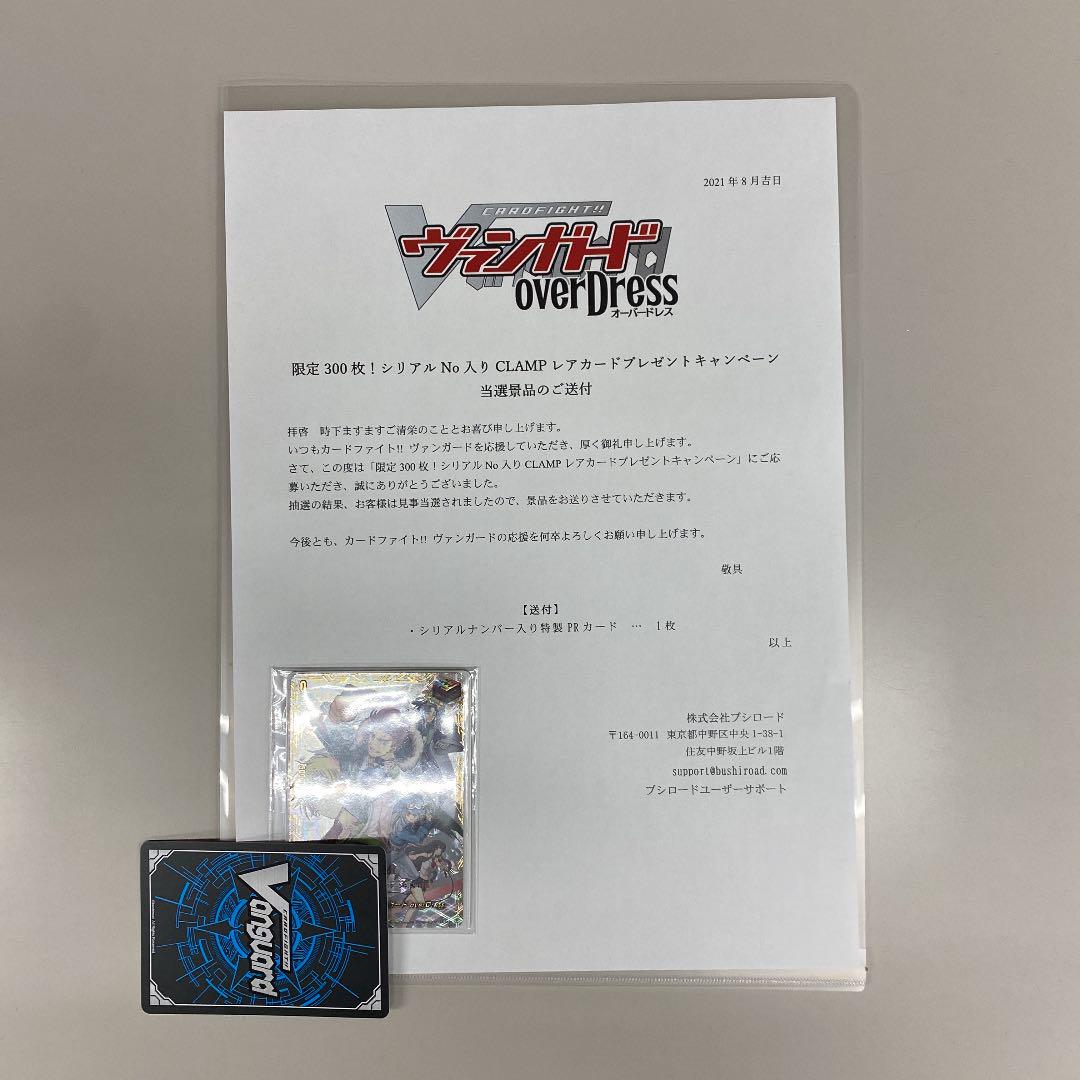 2021年8月吉日
CARDFIGHT!!
ヴァンガード
overDress
オーバードレス
限定300枚!シリアルNo入りCLAMPレアカードプレゼントキャンペーン
当選景品のご送付
拝啓　時下ますますご清栄のこととお喜び申し上げます。
いつもカードファイト!! ヴァンガードを応援していただき、厚く御礼申し上げます。
さて、この度は「限定300枚!シリアルNo入りCLAMPレアカードプレゼントキャンペーン」にご応
募いただき、誠にありがとうございました。
抽選の結果、お客様は見事当選されましたので、景品をお送りさせていただきます。
今後とも、カードファイト!! ヴァンガードの応援を何卒よろしくお願い申し上げます。
敬具
【送付】
・シリアルナンバー入り特製PRカード　…　1枚
以上
株式会社ブシロード
〒164-0011 東京都中野区中央1-38-1
住友中野坂上ビル1階
support@bushiroad.com
ブシロードユーザーサポート
CARDFIGHT!!
Vanguard